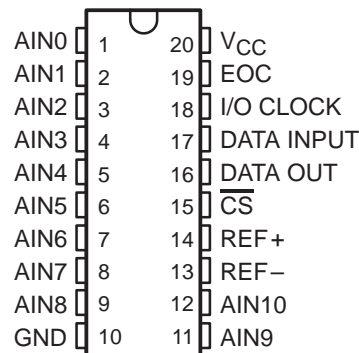 AIN0 1 20 VCC
AIN1 2 19 EOC
AIN2 3 18 I/O CLOCK
AIN3 4 17 DATA INPUT
AIN4 5 16 DATA OUT
AIN5 6 15 C̅S̅
AIN6 7 14 REF+
AIN7 8 13 REF−
AIN8 9 12 AIN10
GND 10 11 AIN9